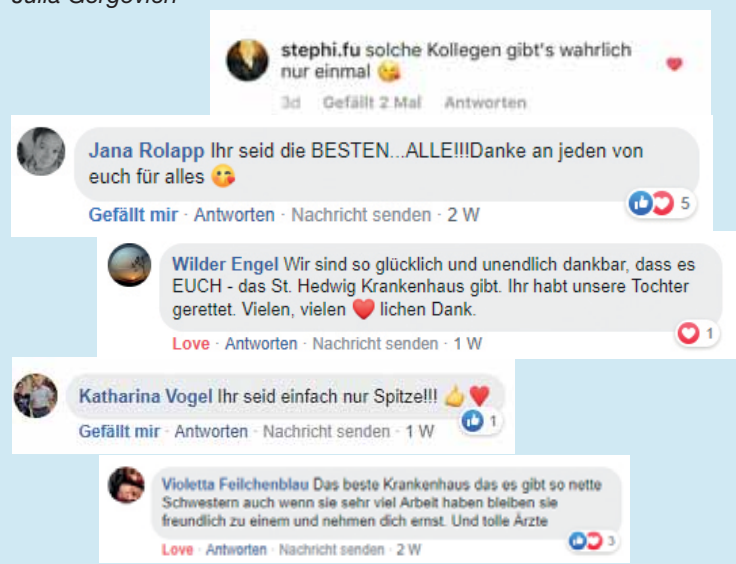 stephi.fu solche Kollegen gibt's wahrlich
nur einmal 😘
3d Gefällt 2 Mal Antworten
Jana Rolapp Ihr seid die BESTEN...ALLE!!!Danke an jeden von
euch für alles 😘
Gefällt mir · Antworten · Nachricht senden · 2 W
5
Wilder Engel Wir sind so glücklich und unendlich dankbar, dass es
EUCH - das St. Hedwig Krankenhaus gibt. Ihr habt unsere Tochter
gerettet. Vielen, vielen ❤️ lichen Dank.
Love · Antworten · Nachricht senden · 1 W
1
Katharina Vogel Ihr seid einfach nur Spitze!!! 👍❤️
Gefällt mir · Antworten · Nachricht senden · 1 W
1
Violetta Feilchenblau Das beste Krankenhaus das es gibt so nette
Schwestern auch wenn sie sehr viel Arbeit haben bleiben sie
freundlich zu einem und nehmen dich ernst. Und tolle Ärzte
Love · Antworten · Nachricht senden · 2 W
3